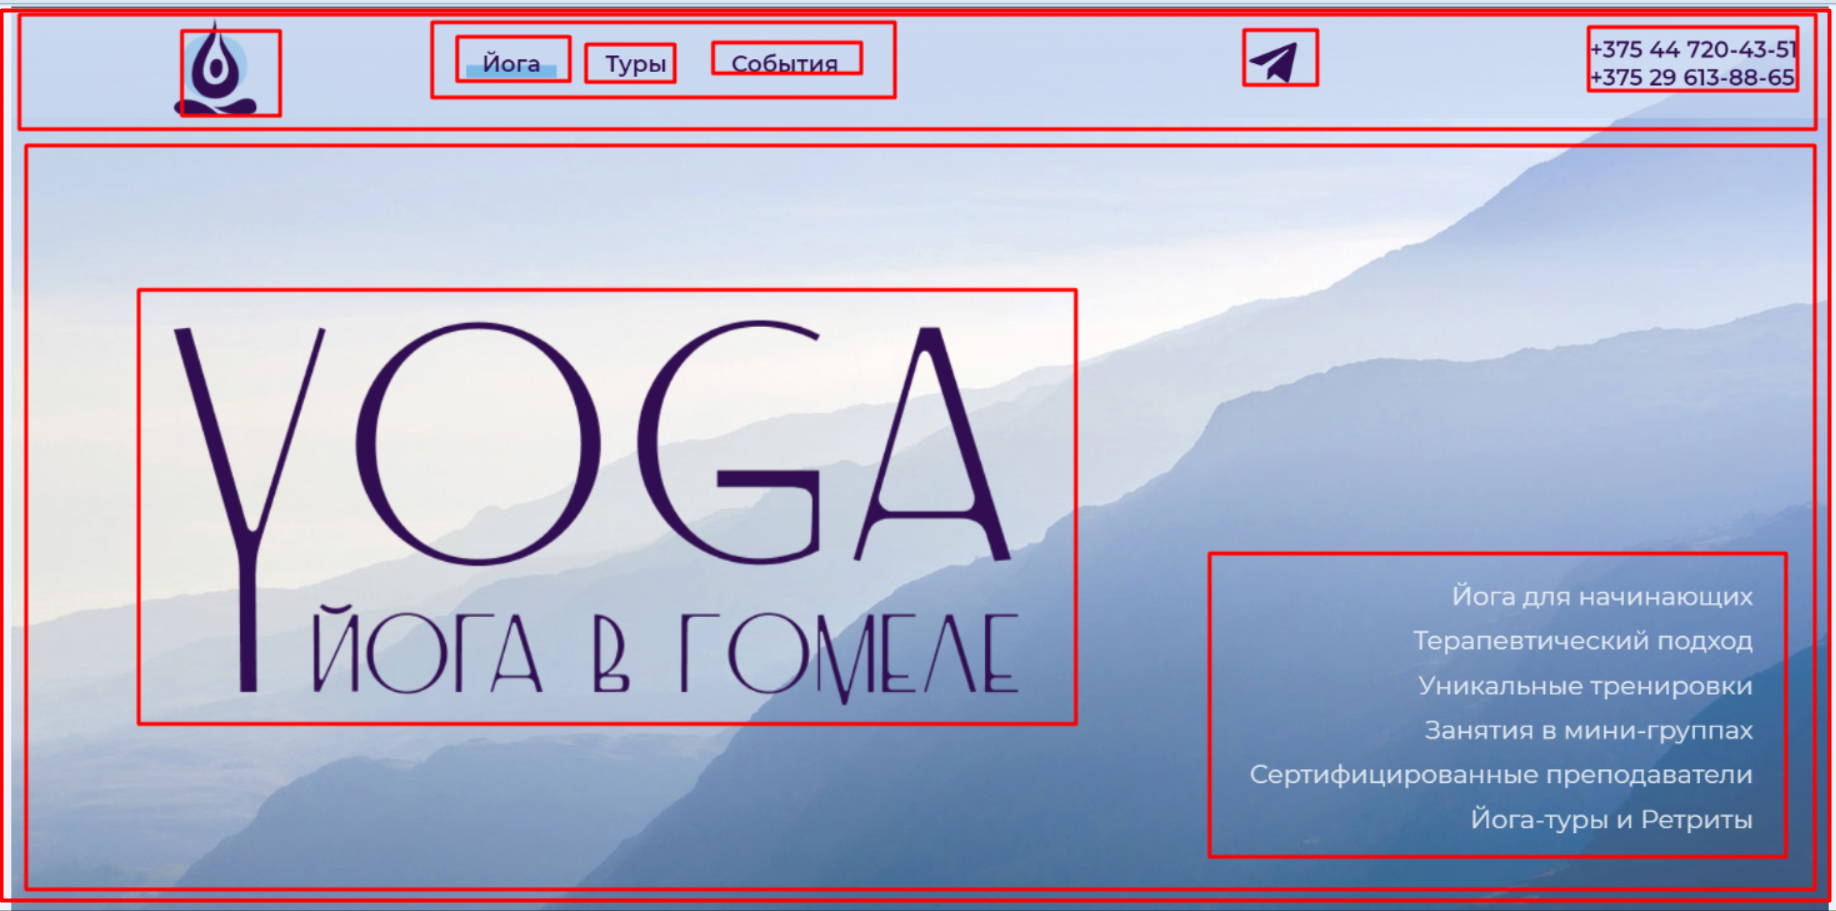 Йога
Туры
События
+375 44 720-43-51
+375 29 613-88-65
YOGA
ЙОГА В ГОМЕЛЕ
Йога для начинающих
Терапевтический подход
Уникальные тренировки
Занятия в мини-группах
Сертифицированные преподаватели
Йога-туры и Ретриты